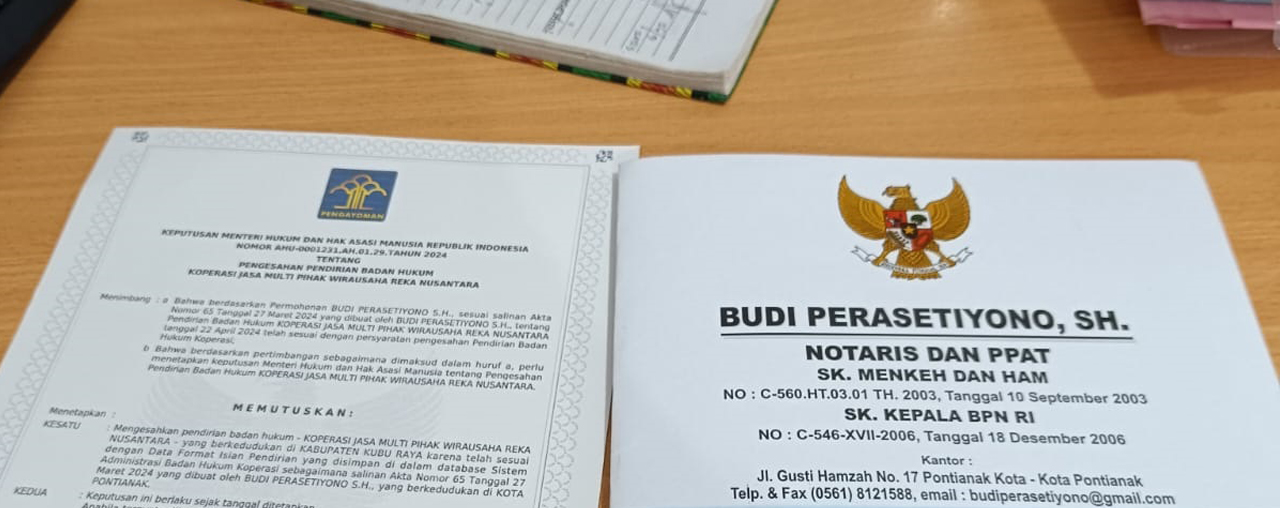 PENGAYOMAN
KEPUTUSAN MENTERI HUKUM DAN HAK ASASI MANUSIA REPUBLIK INDONESIA
NOMOR AHU-0001231.AH.01.29.TAHUN 2024
TENTANG
PENGESAHAN PENDIRIAN BADAN HUKUM
KOPERASI JASA MULTI PIHAK WIRAUSAHA REKA NUSANTARA
Menimbang : a Bahwa berdasarkan Permohonan BUDI PERASETIYONO S.H., sesuai salinan Akta
Nomor 65 Tanggal 27 Maret 2024 yang dibuat oleh BUDI PERASETIYONO S.H., tentang
Pendirian Badan Hukum KOPERASI JASA MULTI PIHAK WIRAUSAHA REKA NUSANTARA
tanggal 22 April 2024 telah sesuai dengan persyaratan pengesahan Pendirian Badan
Hukum Koperasi;
b Bahwa berdasarkan pertimbangan sebagaimana dimaksud dalam huruf a, perlu
menetapkan keputusan Menteri Hukum dan Hak Asasi Manusia tentang Pengesahan
Pendirian Badan Hukum KOPERASI JASA MULTI PIHAK WIRAUSAHA REKA NUSANTARA.
MEMUTUSKAN:
Menetapkan :
KESATU : Mengesahkan pendirian badan hukum - KOPERASI JASA MULTI PIHAK WIRAUSAHA REKA
NUSANTARA - yang berkedudukan di KABUPATEN KUBU RAYA karena telah sesuai
dengan Data Format Isian Pendirian yang disimpan di dalam database Sistem
Administrasi Badan Hukum Koperasi sebagaimana salinan Akta Nomor 65 Tanggal 27
Maret 2024 yang dibuat oleh BUDI PERASETIYONO S.H., yang berkedudukan di KOTA
PONTIANAK.
KEDUA : Keputusan ini berlaku sejak tanggal ditetapkan.
BUDI PERASETIYONO, SH.
NOTARIS DAN PPAT
SK. MENKEH DAN HAM
NO : C-560.HT.03.01 TH. 2003, Tanggal 10 September 2003
SK. KEPALA BPN RI
NO : C-546-XVII-2006, Tanggal 18 Desember 2006
Kantor :
Jl. Gusti Hamzah No. 17 Pontianak Kota - Kota Pontianak
Telp. & Fax (0561) 8121588, email : budiperasetiyono@gmail.com